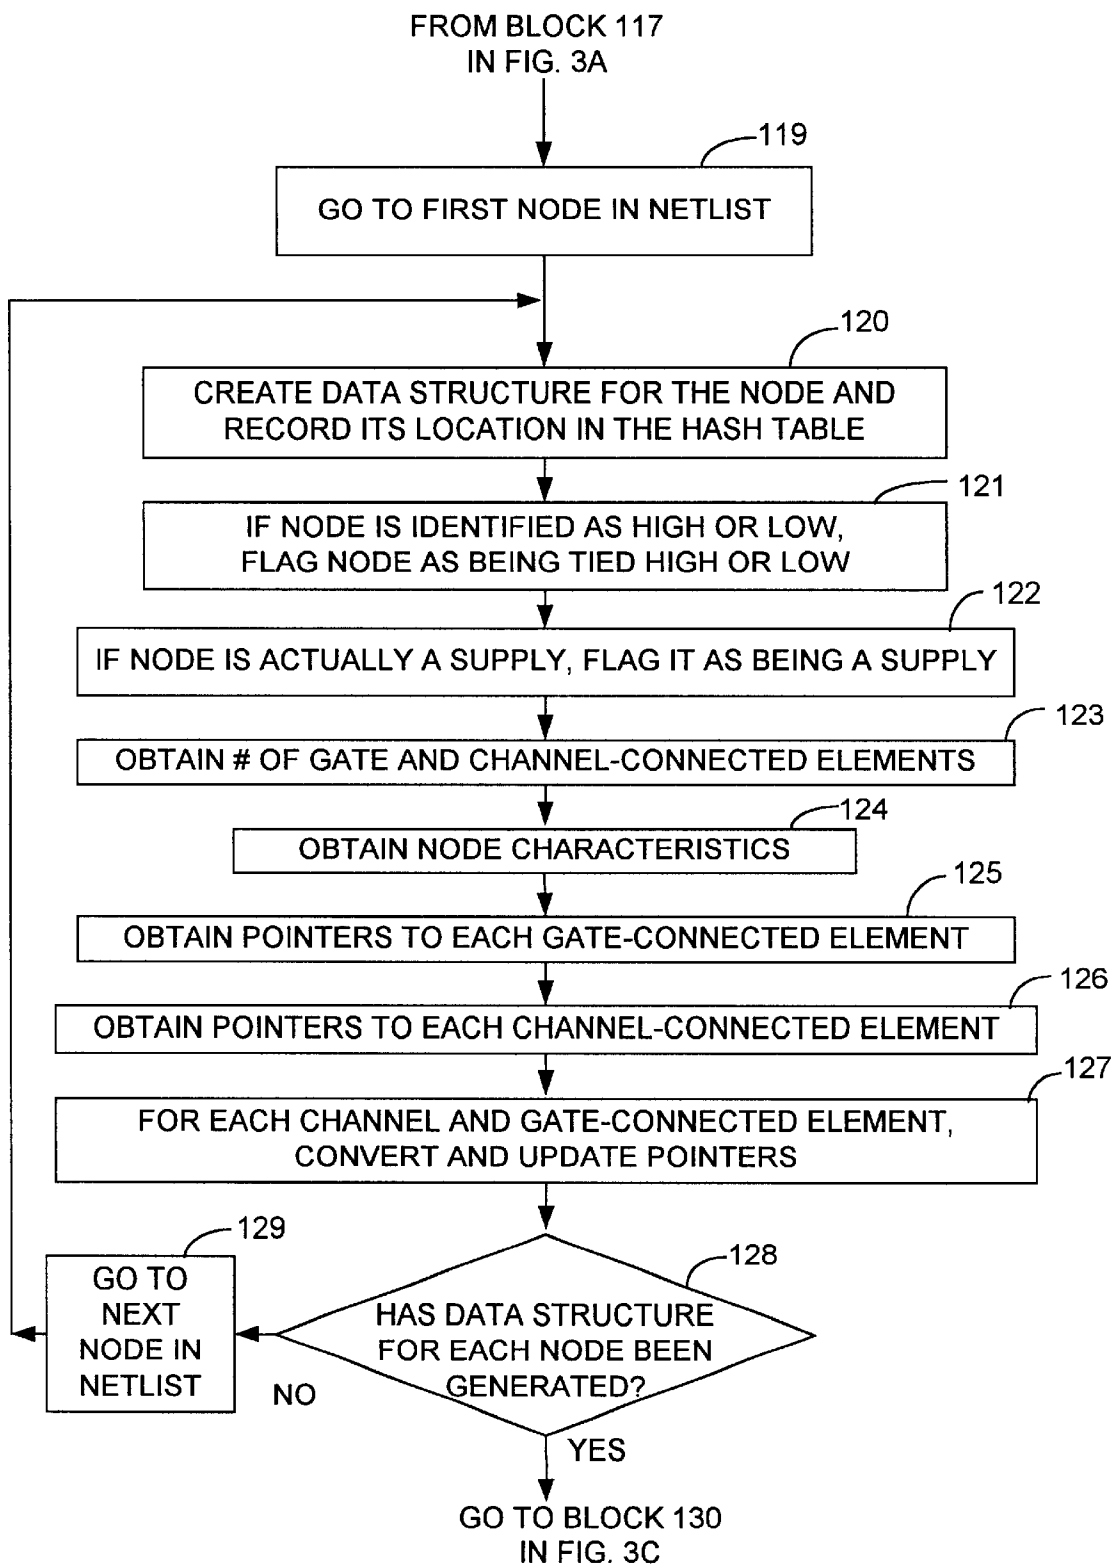 FROM BLOCK 117
IN FIG. 3A
119
GO TO FIRST NODE IN NETLIST
120
CREATE DATA STRUCTURE FOR THE NODE AND
RECORD ITS LOCATION IN THE HASH TABLE
121
IF NODE IS IDENTIFIED AS HIGH OR LOW,
FLAG NODE AS BEING TIED HIGH OR LOW
122
IF NODE IS ACTUALLY A SUPPLY, FLAG IT AS BEING A SUPPLY
123
OBTAIN # OF GATE AND CHANNEL-CONNECTED ELEMENTS
124
OBTAIN NODE CHARACTERISTICS
125
OBTAIN POINTERS TO EACH GATE-CONNECTED ELEMENT
126
OBTAIN POINTERS TO EACH CHANNEL-CONNECTED ELEMENT
127
FOR EACH CHANNEL AND GATE-CONNECTED ELEMENT,
CONVERT AND UPDATE POINTERS
128
HAS DATA STRUCTURE
FOR EACH NODE BEEN
GENERATED?
NO
129
GO TO
NEXT
NODE IN
NETLIST
YES
GO TO BLOCK 130
IN FIG. 3C